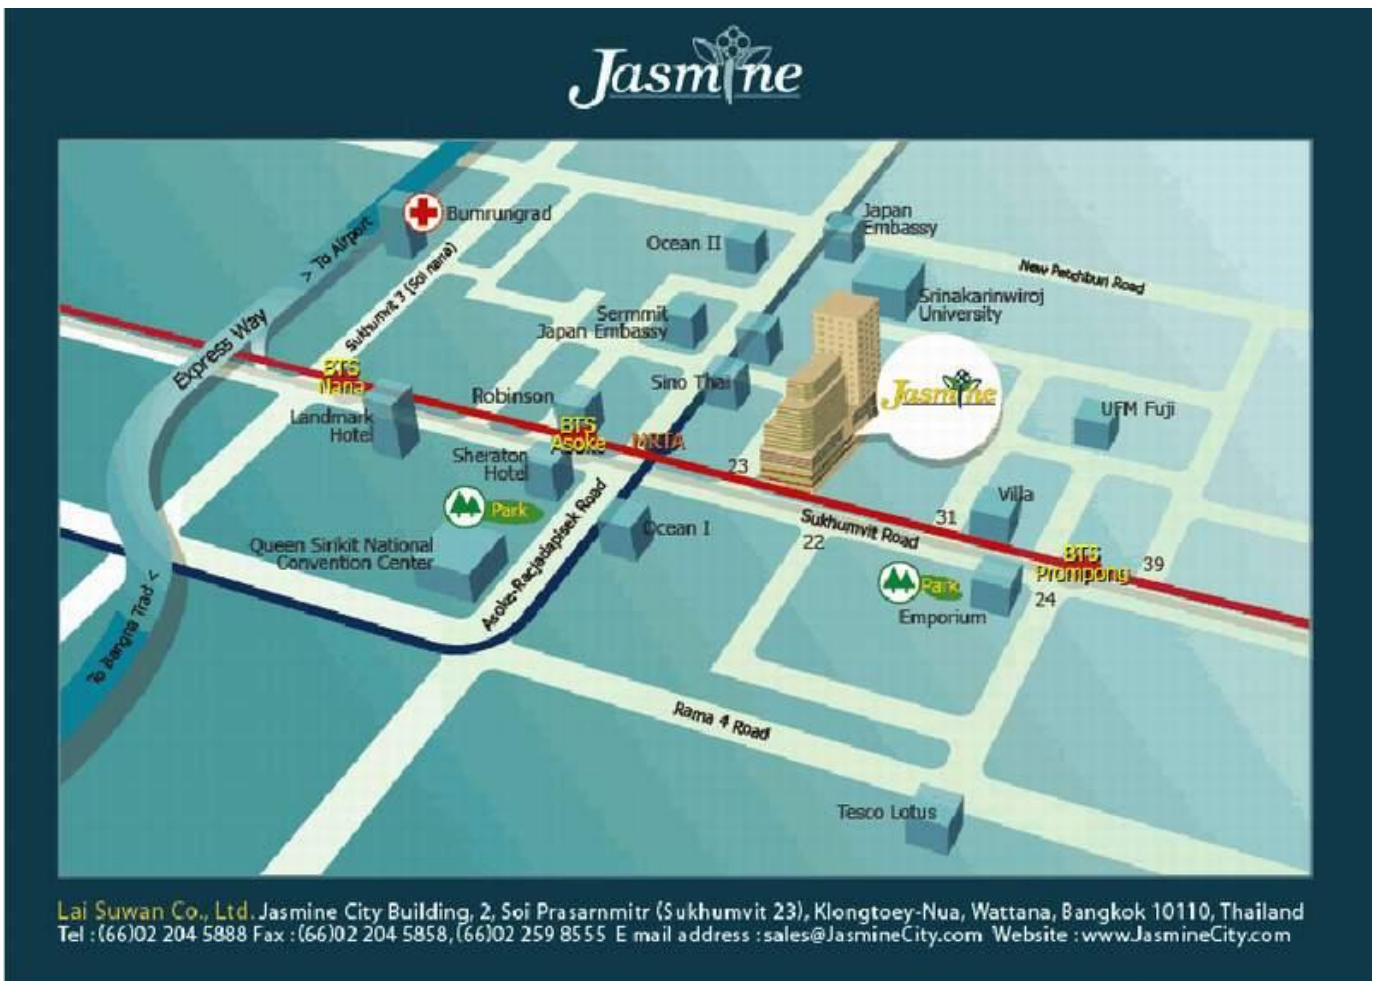 Jasmine
Bumrungrad
> To Airport
Sukhumvit 3 (Soi nana)
Express Way
Ocean II
Japan
Embassy
New Petchburi Road
Srinakarinwiroj
University
Sermmit
Japan Embassy
BTS
Nana
Sino Thai
Jasmine
Robinson
Landmark
Hotel
UFM Fuji
BTS
Asoke
MRTA
Sheraton
Hotel
23
Park
Villa
31
Sukhumvit Road
22
Ocean I
Queen Sirikit National
Convention Center
Asoke-Racjadapisek Road
BTS
Prompong
39
Park
24
Emporium
To Bangna Trad <
Rama 4 Road
Tesco Lotus
Lai Suwan Co., Ltd. Jasmine City Building, 2, Soi Prasarnmitr (Sukhumvit 23), Klongtoey-Nua, Wattana, Bangkok 10110, Thailand
Tel :(66)02 204 5888 Fax :(66)02 204 5858, (66)02 259 8555 E mail address :sales@JasmineCity.com Website :www.JasmineCity.com